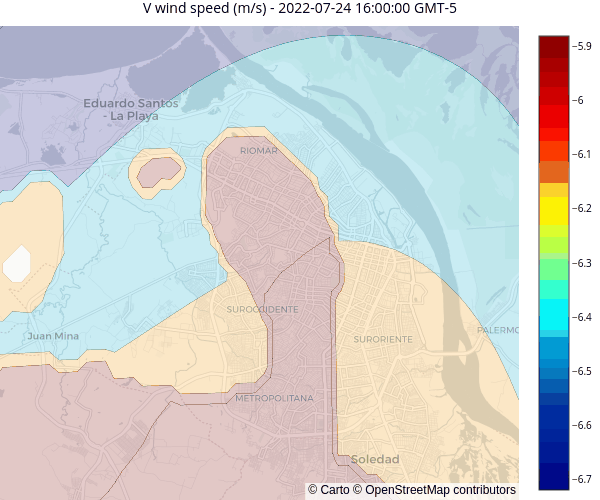 V wind speed (m/s) - 2022-07-24 16:00:00 GMT-5
Eduardo Santos
- La Playa
RIOMAR
SUROCCIDENTE
SURORIENTE
PALERMO
Juan Mina
METROPOLITANA
Soledad
© Carto © OpenStreetMap contributors
−5.9
−6
−6.1
−6.2
−6.3
−6.4
−6.5
−6.6
−6.7